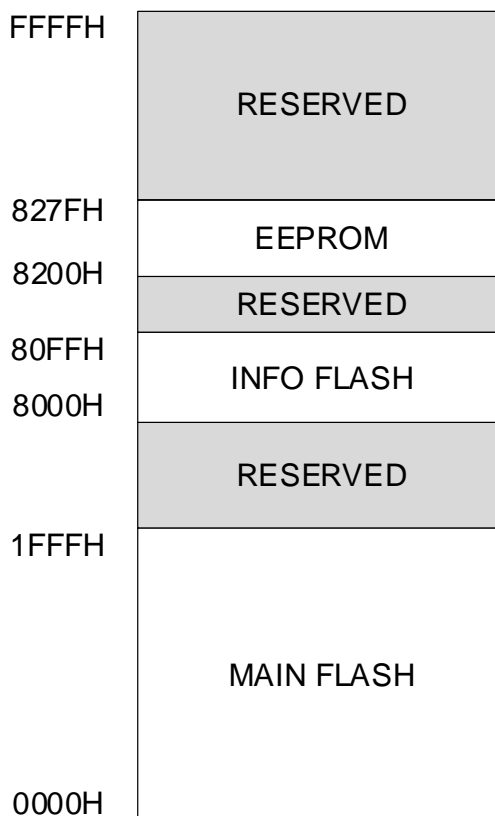 FFFFH
RESERVED
827FH
EEPROM
8200H
RESERVED
80FFH
INFO FLASH
8000H
RESERVED
1FFFH
MAIN FLASH
0000H